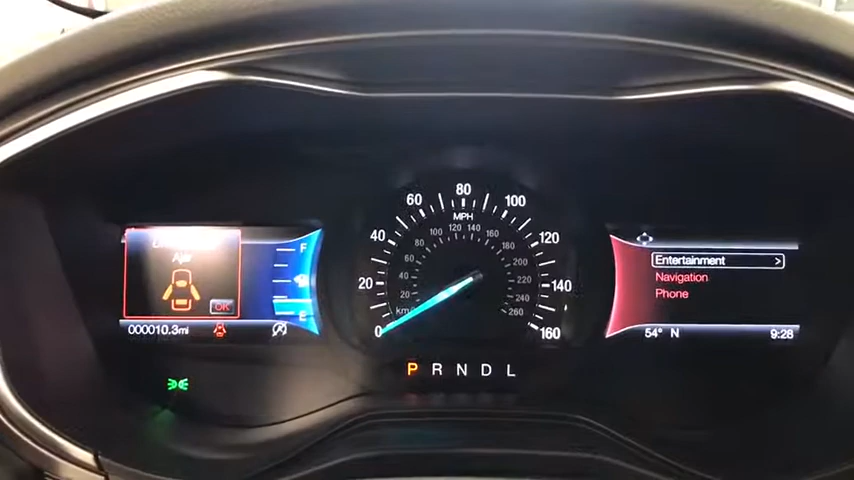 Ajar
OK
000010.3mi
F
E
0 20 40 60 80 100 120 140 160
MPH
20 40 60 80 100 120 140 160 180 200 220 240 260
km/h
P R N D L
Entertainment >
Navigation
Phone
54° N
9:28